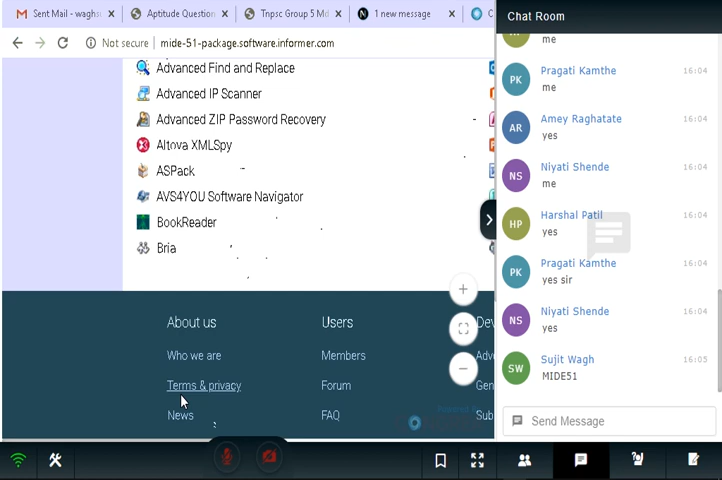 Sent Mail - waghs
Aptitude Question
Tnpsc Group 5 Md
1 new message
C
Not secure | mide-51-package.software.informer.com
Advanced Find and Replace
Advanced IP Scanner
Advanced ZIP Password Recovery
Altova XMLSpy
ASPack
AVS4YOU Software Navigator
BookReader
Bria
About us
Who we are
Terms & privacy
News
Users
Members
Forum
FAQ
Dev
Adv
Gen
Sub
Chat Room
me
PK Pragati Kamthe 16:04
me
AR Amey Raghatate 16:04
yes
NS Niyati Shende 16:04
me
HP Harshal Patil 16:04
yes
PK Pragati Kamthe 16:04
yes sir
NS Niyati Shende 16:04
yes
SW Sujit Wagh 16:05
MIDE51
Send Message